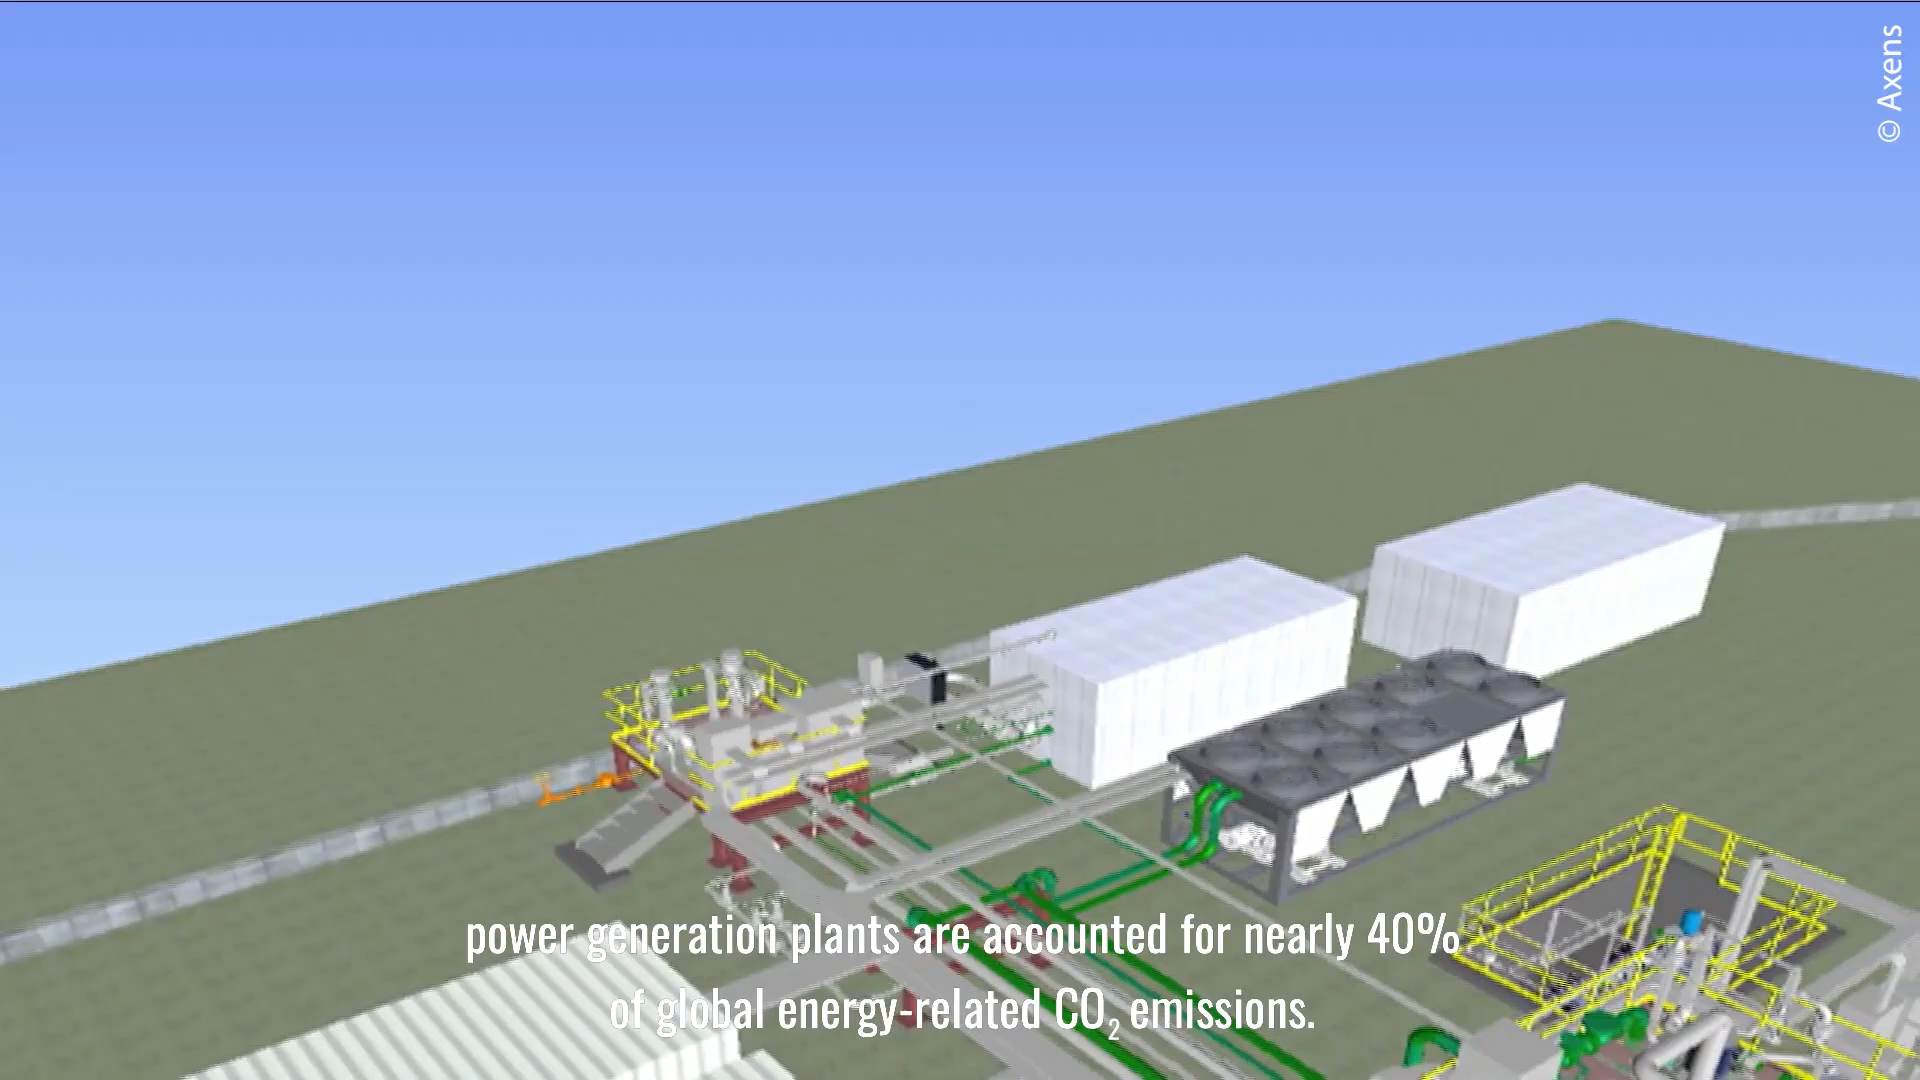 © Axens
power generation plants are accounted for nearly 40%
of global energy-related CO₂ emissions.